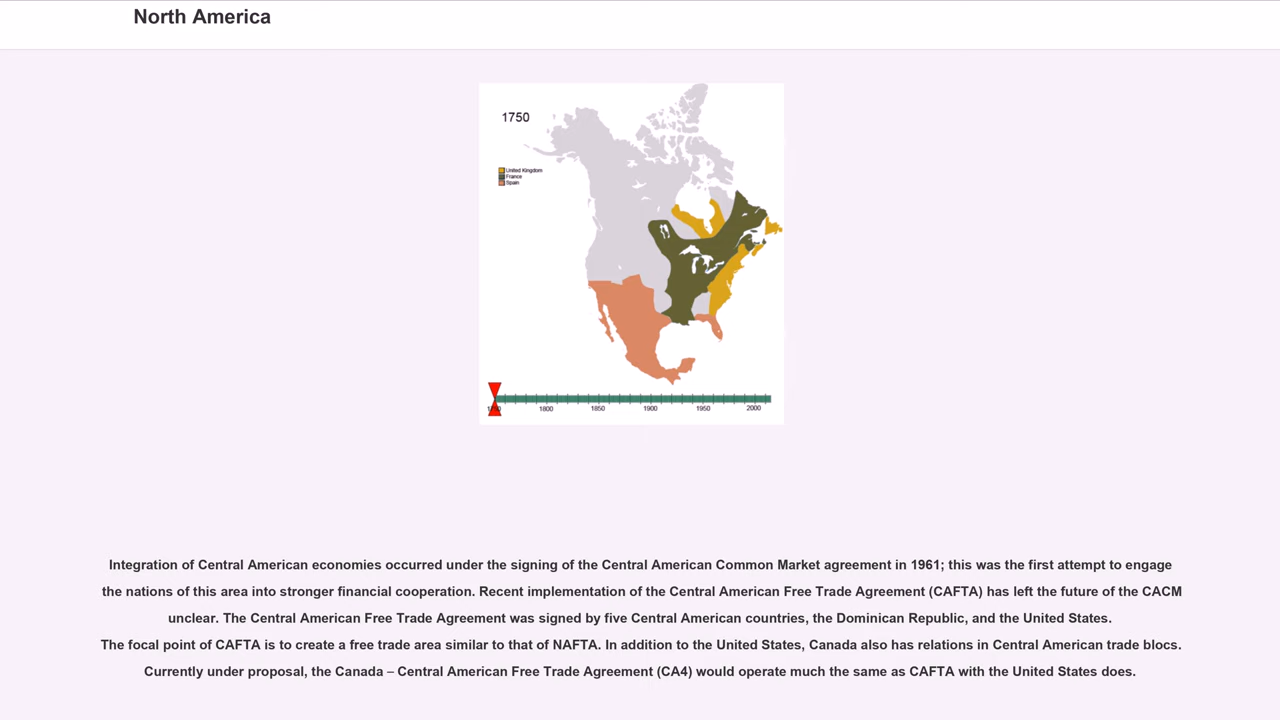 North America
1750
United Kingdom
France
Spain
1800 1850 1900 1950 2000
Integration of Central American economies occurred under the signing of the Central American Common Market agreement in 1961; this was the first attempt to engage
the nations of this area into stronger financial cooperation. Recent implementation of the Central American Free Trade Agreement (CAFTA) has left the future of the CACM
unclear. The Central American Free Trade Agreement was signed by five Central American countries, the Dominican Republic, and the United States.
The focal point of CAFTA is to create a free trade area similar to that of NAFTA. In addition to the United States, Canada also has relations in Central American trade blocs.
Currently under proposal, the Canada – Central American Free Trade Agreement (CA4) would operate much the same as CAFTA with the United States does.